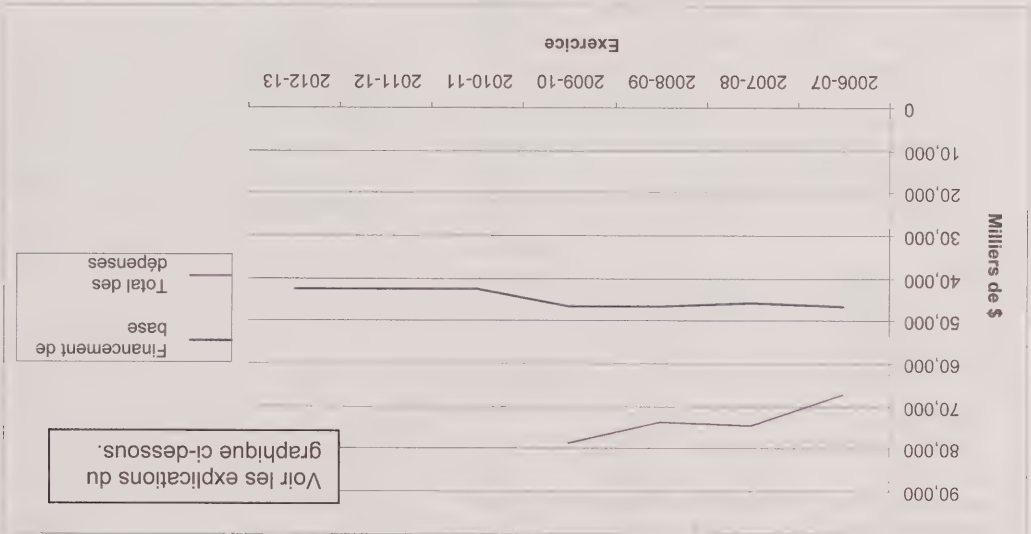 90,000
80,000
70,000
60,000
50,000
40,000
30,000
20,000
10,000
0
Milliers de $
2006-07 2007-08 2008-09 2009-10 2010-11 2011-12 2012-13
Exercice
Voir les explications du
graphique ci-dessous.
Financement de
base
Total des
dépenses